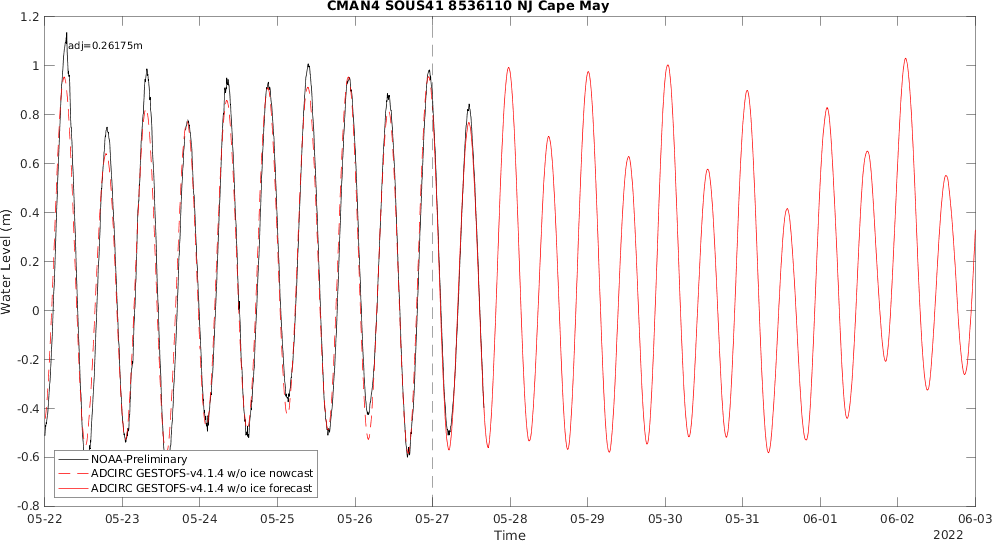 CMAN4 SOUS41 8536110 NJ Cape May
adj=0.26175m
1.2
1
0.8
0.6
0.4
0.2
0
-0.2
-0.4
-0.6
-0.8
Water Level (m)
NOAA-Preliminary
ADCIRC GESTOFS-v4.1.4 w/o ice nowcast
ADCIRC GESTOFS-v4.1.4 w/o ice forecast
05-22 05-23 05-24 05-25 05-26 05-27 05-28 05-29 05-30 05-31 06-01 06-02 06-03
Time
2022